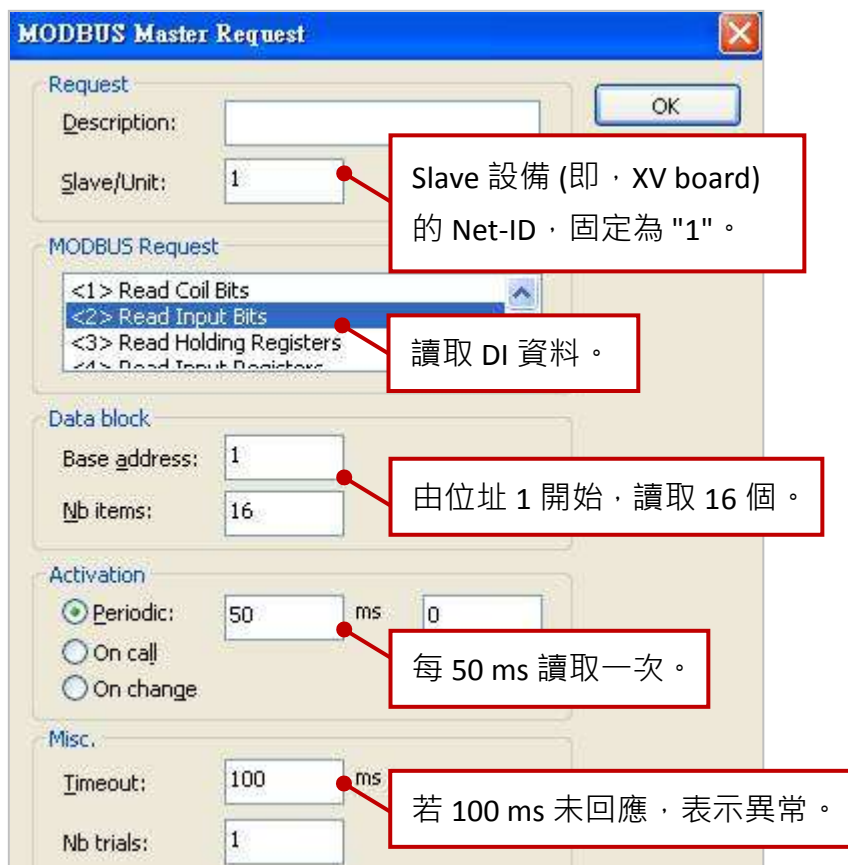 MODBUS Master Request
Request
OK
Description:
Slave/Unit:
1
Slave 設備 (即，XV board)
的 Net-ID，固定為 "1"。
MODBUS Request
<1> Read Coil Bits
<2> Read Input Bits
<3> Read Holding Registers
<4> Read Input Registers
讀取 DI 資料。
Data block
Base address:
1
Nb items:
16
由位址 1 開始，讀取 16 個。
Activation
Periodic:
50
ms
0
On call
On change
每 50 ms 讀取一次。
Misc.
Timeout:
100
ms
Nb trials:
1
若 100 ms 未回應，表示異常。